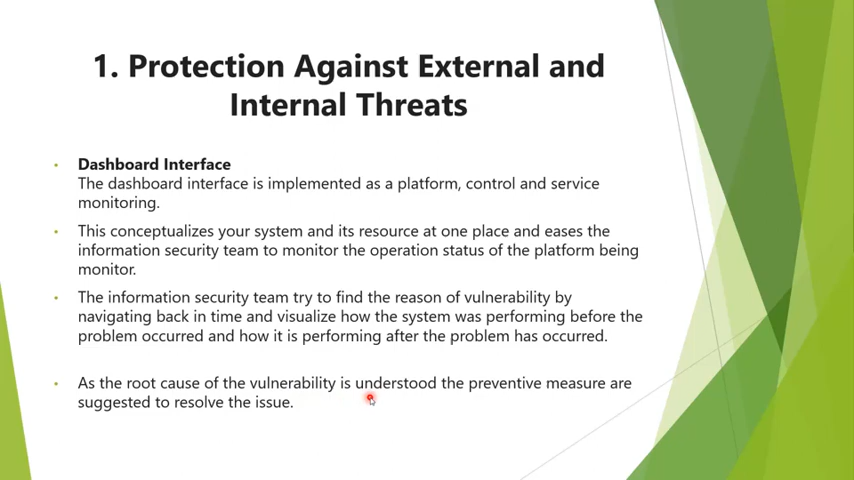 1. Protection Against External and
Internal Threats
• Dashboard Interface
The dashboard interface is implemented as a platform, control and service
monitoring.
• This conceptualizes your system and its resource at one place and eases the
information security team to monitor the operation status of the platform being
monitor.
• The information security team try to find the reason of vulnerability by
navigating back in time and visualize how the system was performing before the
problem occurred and how it is performing after the problem has occurred.
• As the root cause of the vulnerability is understood the preventive measure are
suggested to resolve the issue.